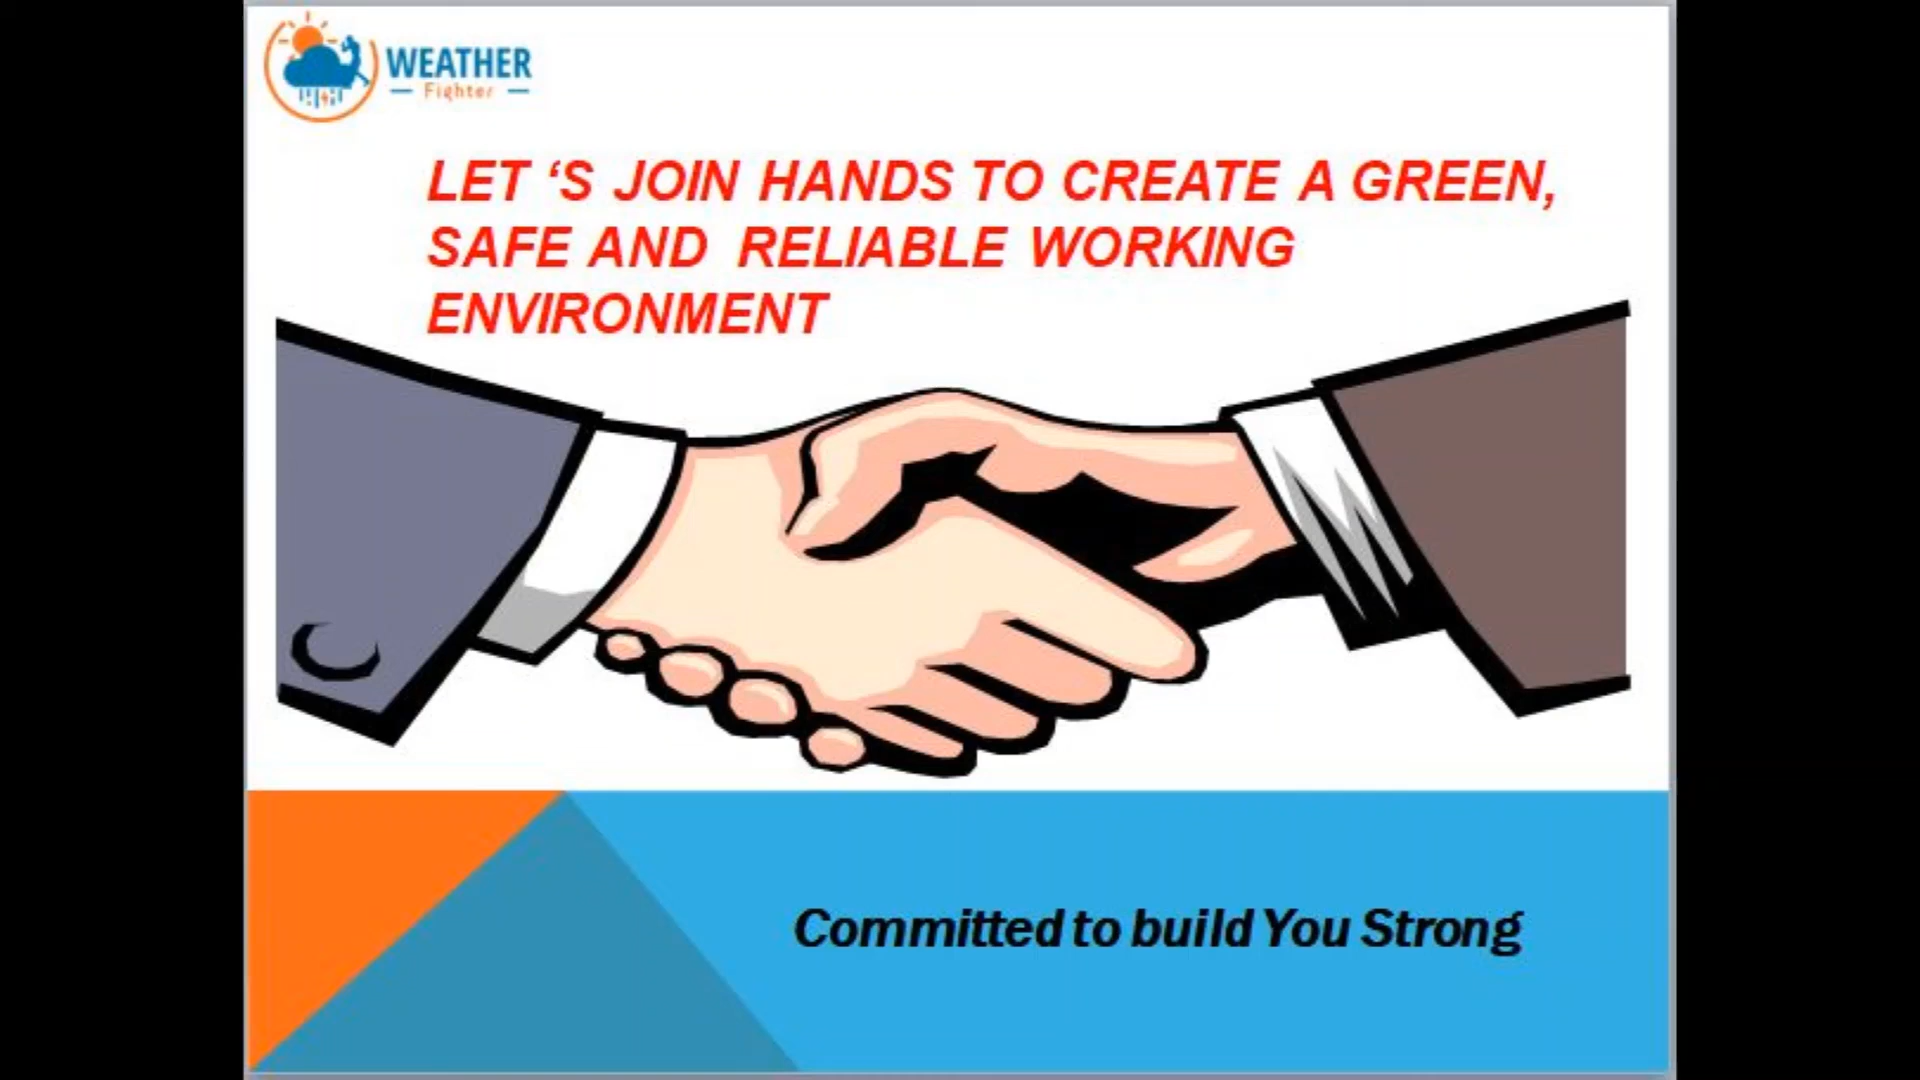 WEATHER
Fighter
LET ‘S JOIN HANDS TO CREATE A GREEN,
SAFE AND RELIABLE WORKING
ENVIRONMENT
Committed to build You Strong